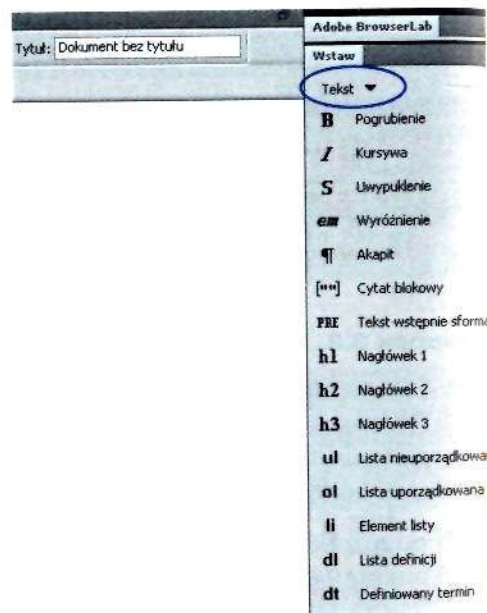 Tytuł: Dokument bez tytułu
Adobe BrowserLab
Wstaw
Tekst
B Pogrubienie
I Kursywa
S Uwypuklenie
em Wyróżnienie
¶ Akapit
[""] Cytat blokowy
PRE Tekst wstępnie sforma
h1 Nagłówek 1
h2 Nagłówek 2
h3 Nagłówek 3
ul Lista nieuporządkowa
ol Lista uporządkowana
li Element listy
dl Lista definicji
dt Definiowany termin